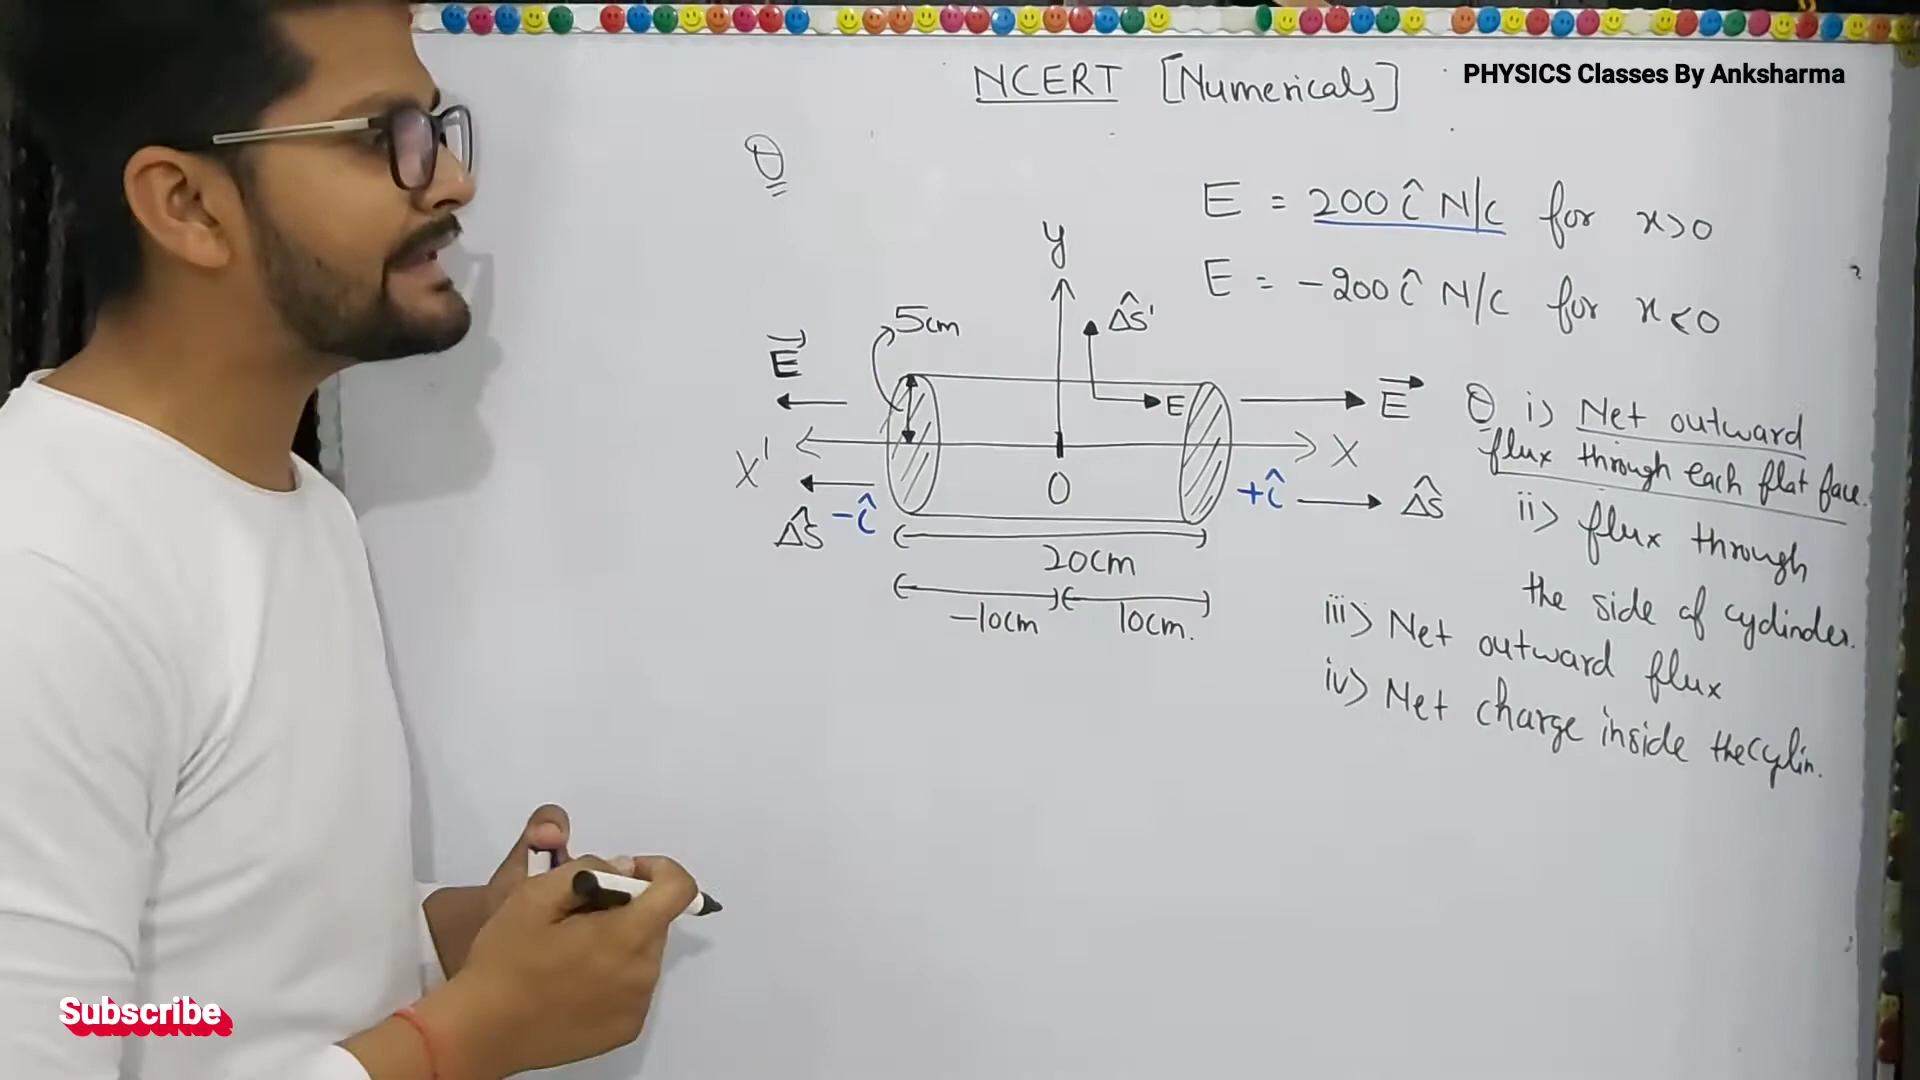 NCERT [Numericals]
PHYSICS Classes By Anksharma
Q
E = 200 î N/C for x>0
E = -200 î N/C for x<0
y
5cm
ΔŜ'
E
E
E
Q i) Net outward
flux through each flat face.
X'
X
O
ΔŜ -î
+î
ΔŜ
ii) flux through
the side of cylinder.
20cm
-10cm
10cm.
iii) Net outward flux
iv) Net charge inside the cylin.
Subscribe